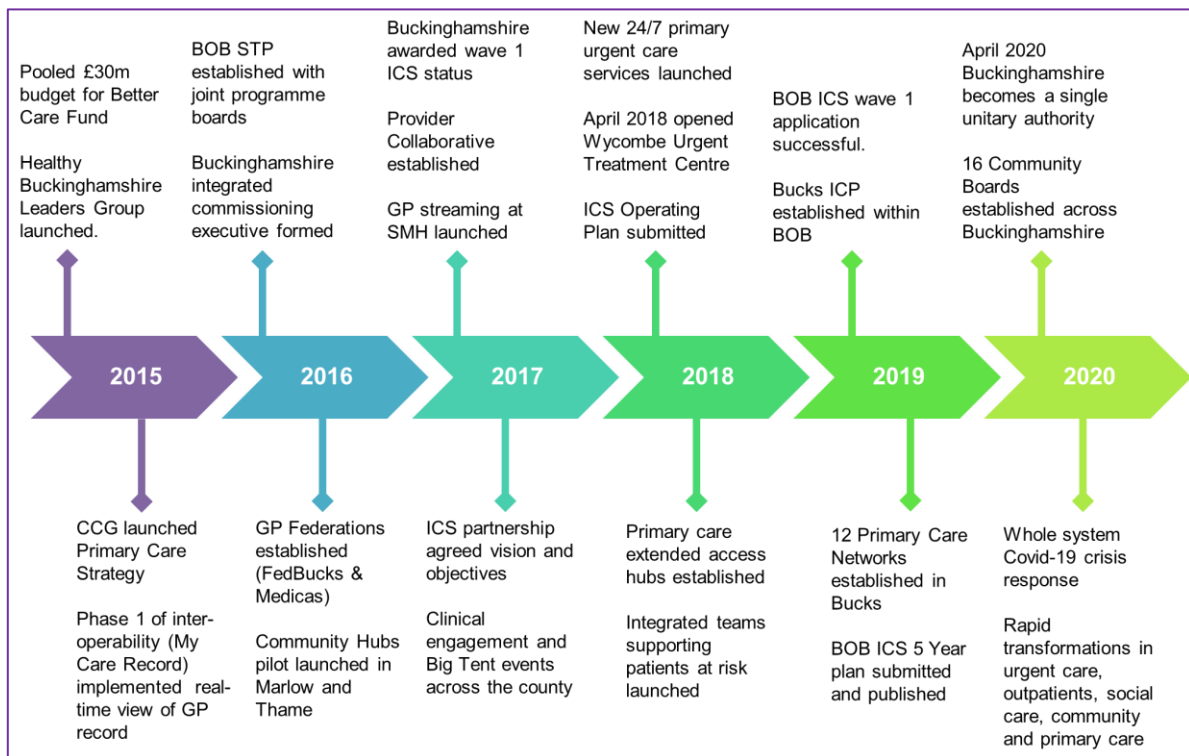 Pooled £30m
budget for Better
Care Fund
Healthy
Buckinghamshire
Leaders Group
launched.
BOB STP
established with
joint programme
boards
Buckinghamshire
integrated
commissioning
executive formed
Buckinghamshire
awarded wave 1
ICS status
Provider
Collaborative
established
GP streaming at
SMH launched
New 24/7 primary
urgent care
services launched
April 2018 opened
Wycombe Urgent
Treatment Centre
ICS Operating
Plan submitted
BOB ICS wave 1
application
successful.
Bucks ICP
established within
BOB
April 2020
Buckinghamshire
becomes a single
unitary authority
16 Community
Boards
established across
Buckinghamshire
2015
2016
2017
2018
2019
2020
CCG launched
Primary Care
Strategy
Phase 1 of inter-
operability (My
Care Record)
implemented real-
time view of GP
record
GP Federations
established
(FedBucks &
Medicas)
Community Hubs
pilot launched in
Marlow and
Thame
ICS partnership
agreed vision and
objectives
Clinical
engagement and
Big Tent events
across the county
Primary care
extended access
hubs established
Integrated teams
supporting
patients at risk
launched
12 Primary Care
Networks
established in
Bucks
BOB ICS 5 Year
plan submitted
and published
Whole system
Covid-19 crisis
response
Rapid
transformations in
urgent care,
outpatients, social
care, community
and primary care